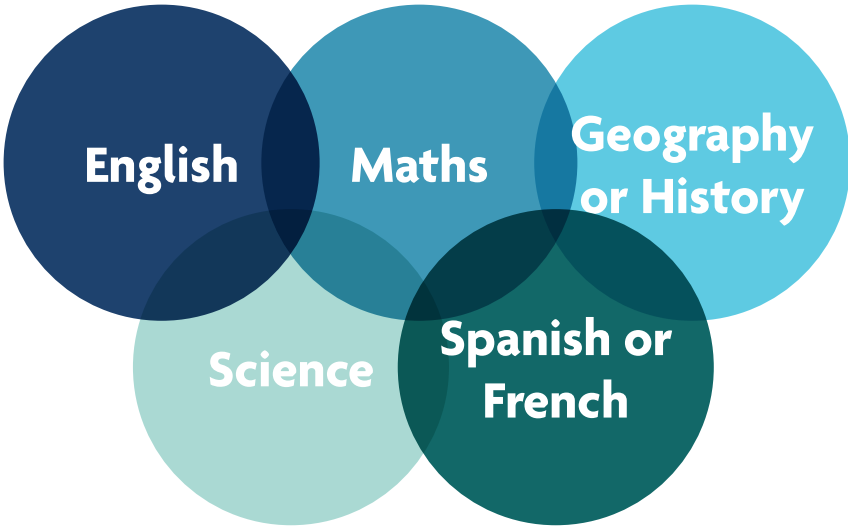 English
Maths
Geography
or History
Science
Spanish or
French